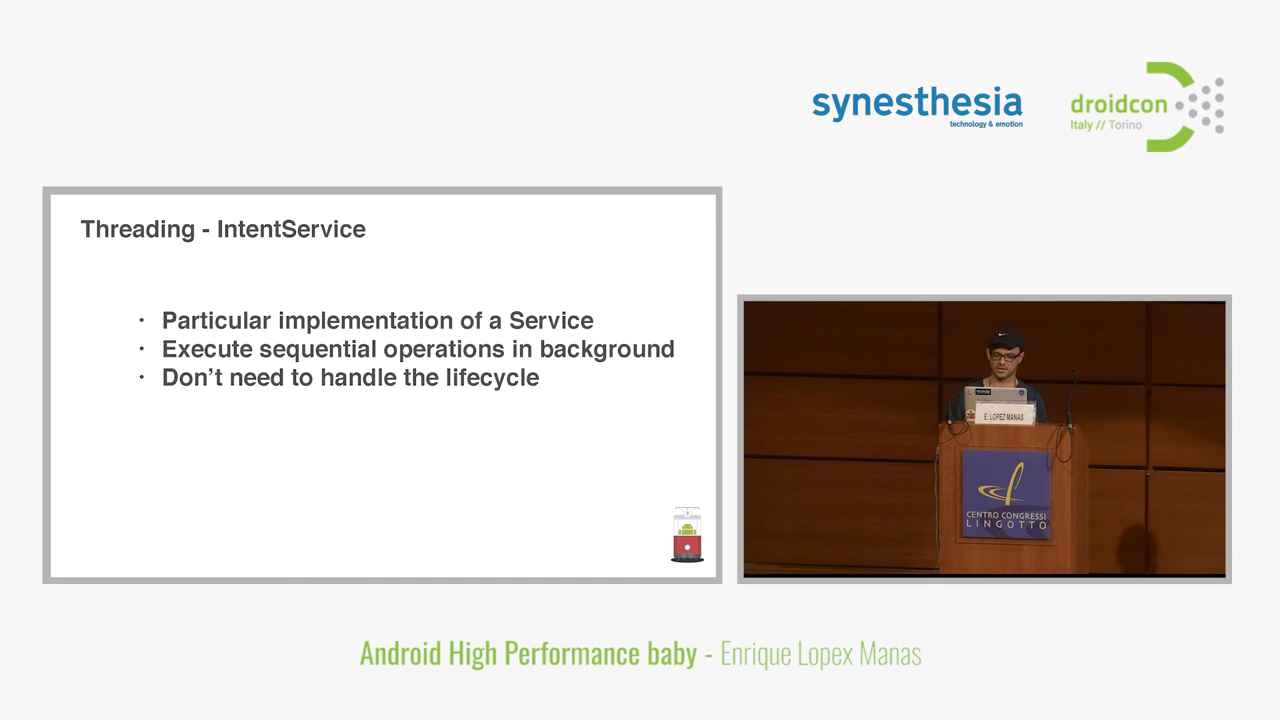 synesthesia
technology & emotion
droidcon
Italy // Torino
Threading - IntentService
· Particular implementation of a Service
· Execute sequential operations in background
· Don’t need to handle the lifecycle
E. LOPEZ MANAS
CENTRO CONGRESSI
LINGOTTO
Android High Performance baby - Enrique Lopex Manas